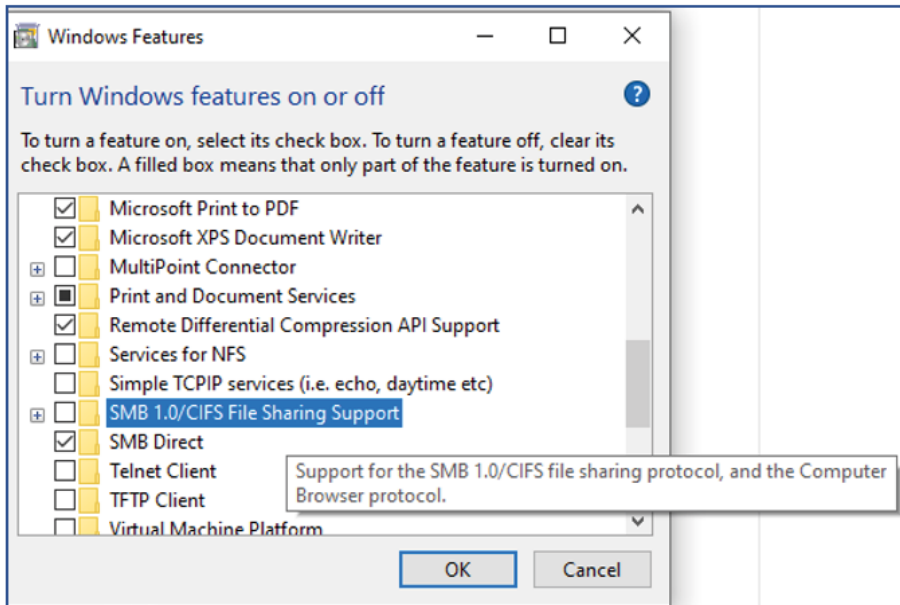 Windows Features
Turn Windows features on or off
To turn a feature on, select its check box. To turn a feature off, clear its
check box. A filled box means that only part of the feature is turned on.
Microsoft Print to PDF
Microsoft XPS Document Writer
MultiPoint Connector
Print and Document Services
Remote Differential Compression API Support
Services for NFS
Simple TCPIP services (i.e. echo, daytime etc)
SMB 1.0/CIFS File Sharing Support
SMB Direct
Telnet Client
TFTP Client
Virtual Machine Platform
Support for the SMB 1.0/CIFS file sharing protocol, and the Computer
Browser protocol.
OK
Cancel